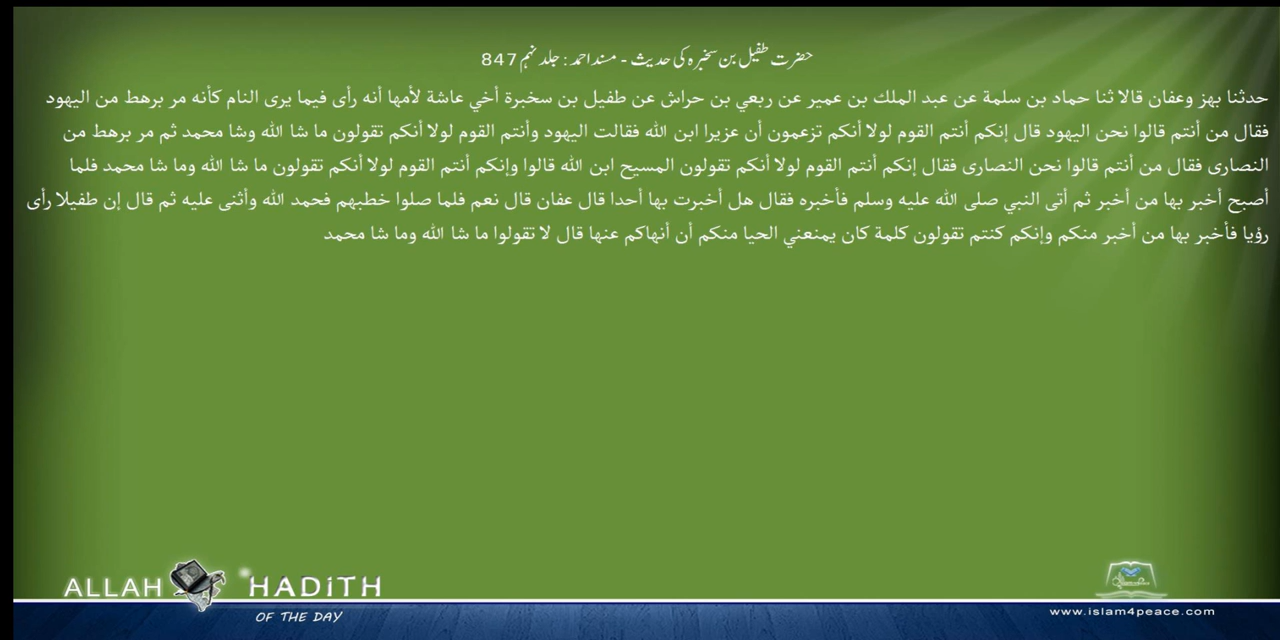 حضرت طفیل بن سخبرہ کی حدیث - مسند احمد : جلد نہم 847
حدثنا بهز وعفان قالا ثنا حماد بن سلمة عن عبد الملك بن عمير عن ربعي بن حراش عن طفيل بن سخبرة أخي عاشة لأمها أنه رأى فيما يرى النام كأنه مر برهط من اليهود
فقال من أنتم قالوا نحن اليهود قال إنكم أنتم القوم لولا أنكم تزعمون أن عزيرا ابن الله فقالت اليهود وأنتم القوم لولا أنكم تقولون ما شا الله وشا محمد ثم مر برهط من
النصارى فقال من أنتم قالوا نحن النصارى فقال إنكم أنتم القوم لولا أنكم تقولون المسيح ابن الله قالوا وإنكم أنتم القوم لولا أنكم تقولون ما شا الله وما شا محمد فلما
أصبح أخبر بها من أخبر ثم أتى النبي صلى الله عليه وسلم فأخبره فقال هل أخبرت بها أحدا قال عفان قال نعم فلما صلوا خطبهم فحمد الله وأثنى عليه ثم قال إن طفيلا رأى
رؤيا فأخبر بها من أخبر منكم وإنكم كنتم تقولون كلمة كان يمنعني الحيا منكم أن أنهاكم عنها قال لا تقولوا ما شا الله وما شا محمد
ALLAH HADITH
OF THE DAY
www.islam4peace.com